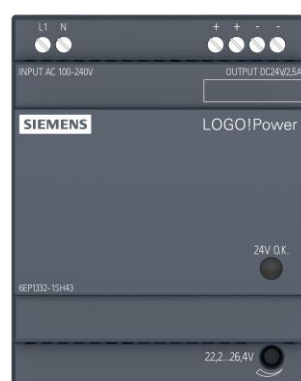 L1 N + + - -
INPUT AC 100-240V OUTPUT DC24V/2,5A
SIEMENS LOGO!Power
24V O.K.
6EP1332-1SH43
22,2...26,4V